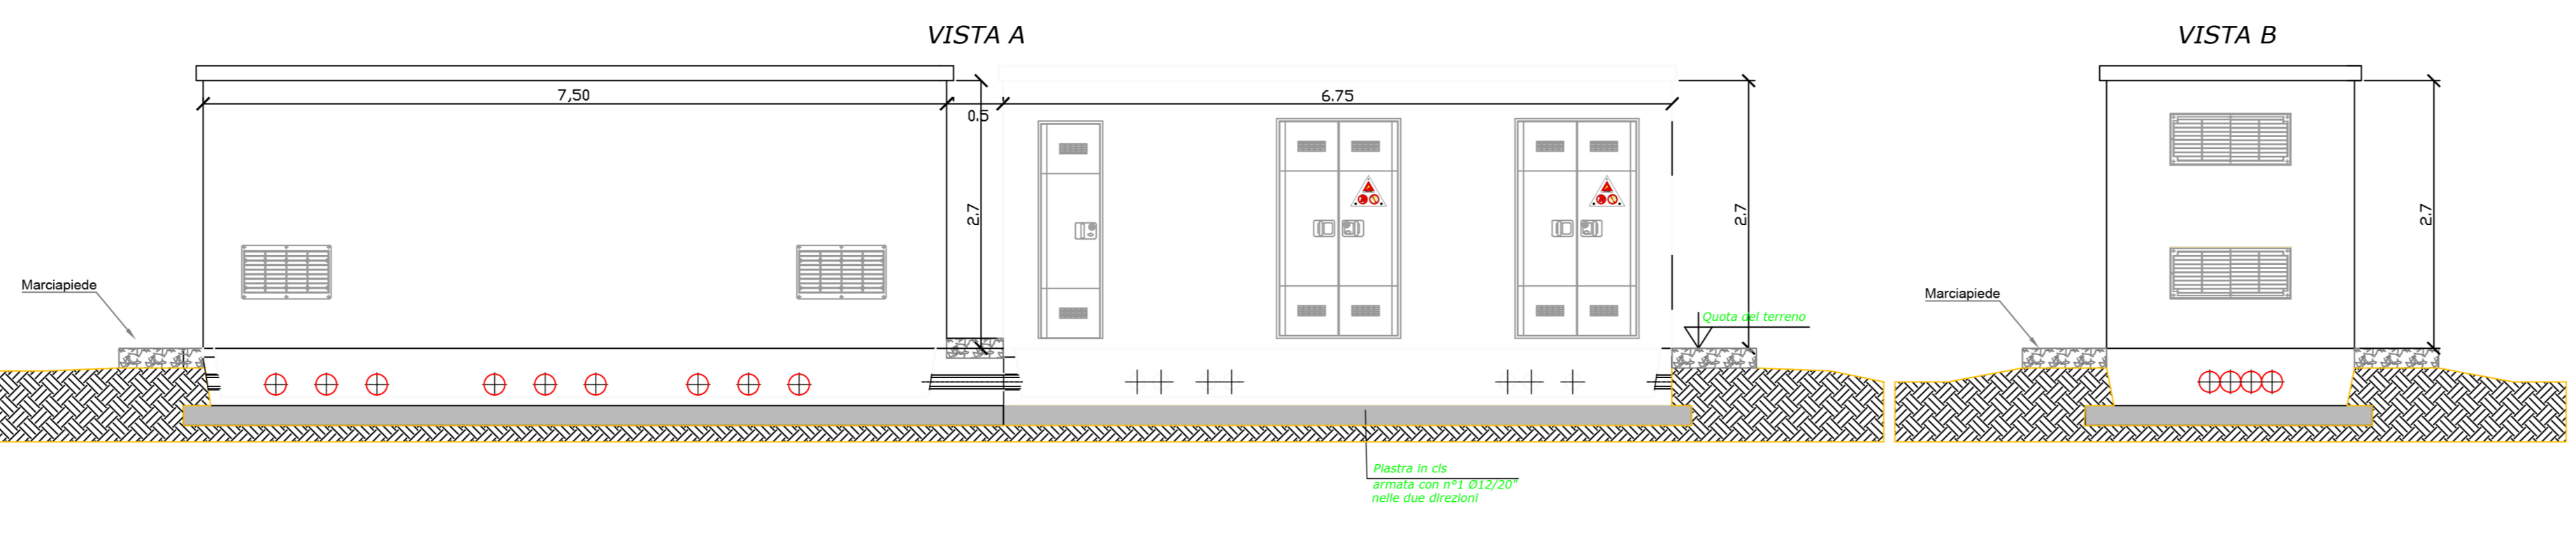 VISTA A
VISTA B
7,50
0.5
6.75
2.7
2.7
2.7
Marciapiede
Quota del terreno
Marciapiede
Piastra in cls
armata con n°1 Ø12/20"
nelle due direzioni